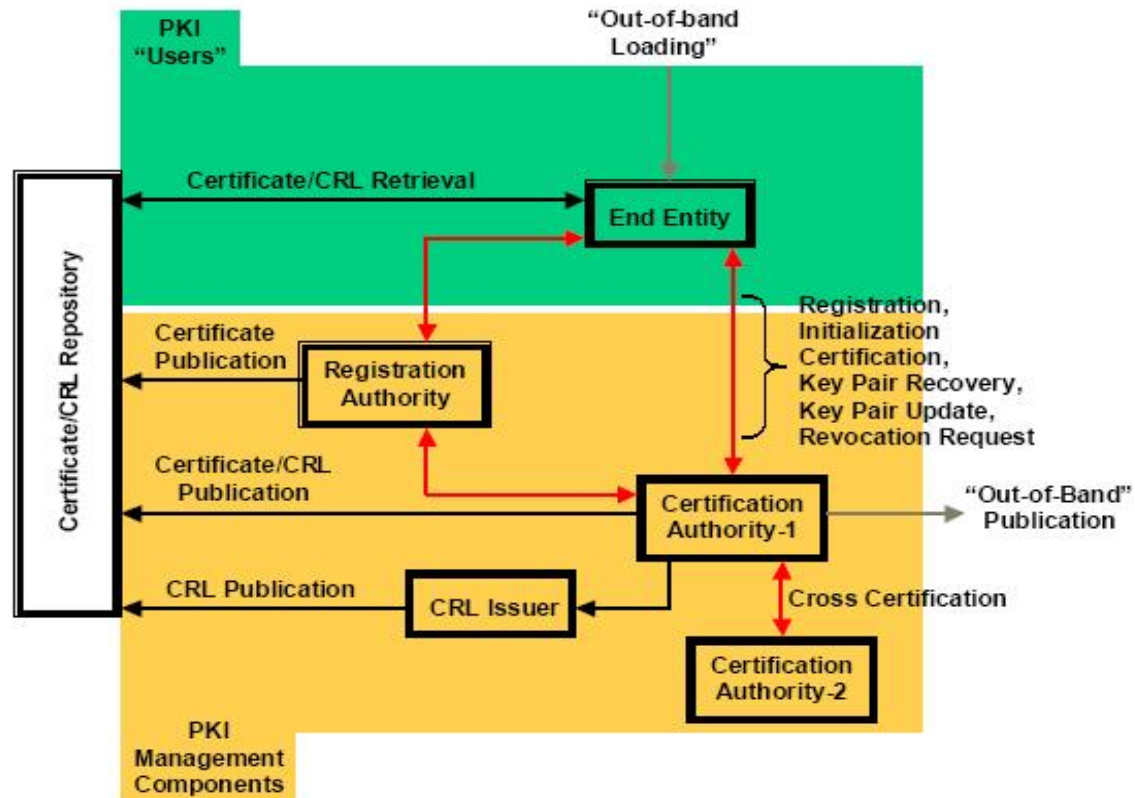 PKI
“Users”
“Out-of-band
Loading”
Certificate/CRL Retrieval
End Entity
Certificate/CRL Repository
Certificate
Publication
Registration
Authority
Registration,
Initialization
Certification,
Key Pair Recovery,
Key Pair Update,
Revocation Request
Certificate/CRL
Publication
Certification
Authority-1
“Out-of-Band”
Publication
CRL Publication
CRL Issuer
Cross Certification
Certification
Authority-2
PKI
Management
Components